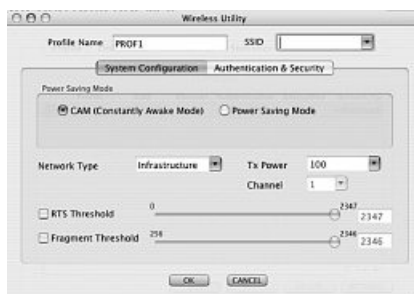 Wireless Utility
Profile Name PROF1 SSID
System Configuration Authentication & Security
Power Saving Mode
CAM (Constantly Awake Mode) Power Saving Mode
Network Type Infrastructure Tx Power 100
Channel 1
RTS Threshold 0 2347 2347
Fragment Threshold 256 2346 2346
OK CANCEL